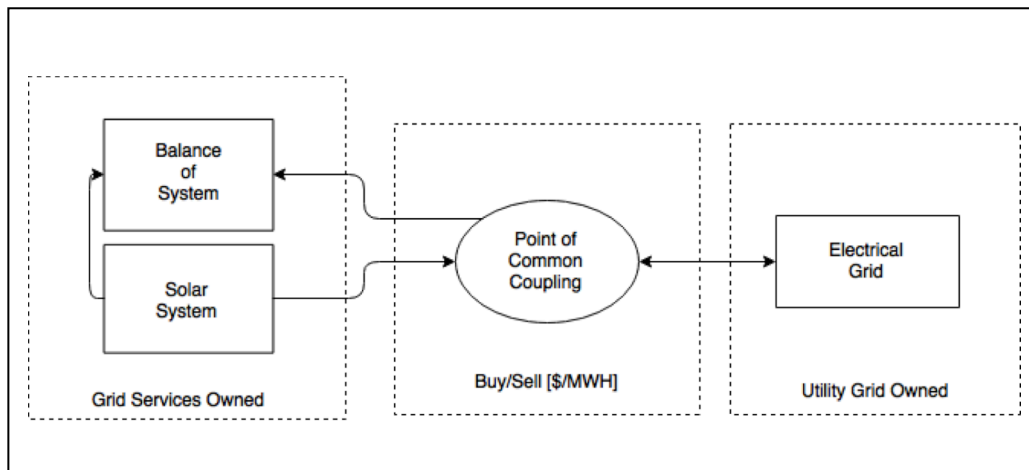 Balance
of
System
Solar
System
Grid Services Owned
Point of
Common
Coupling
Buy/Sell [$/MWH]
Electrical
Grid
Utility Grid Owned